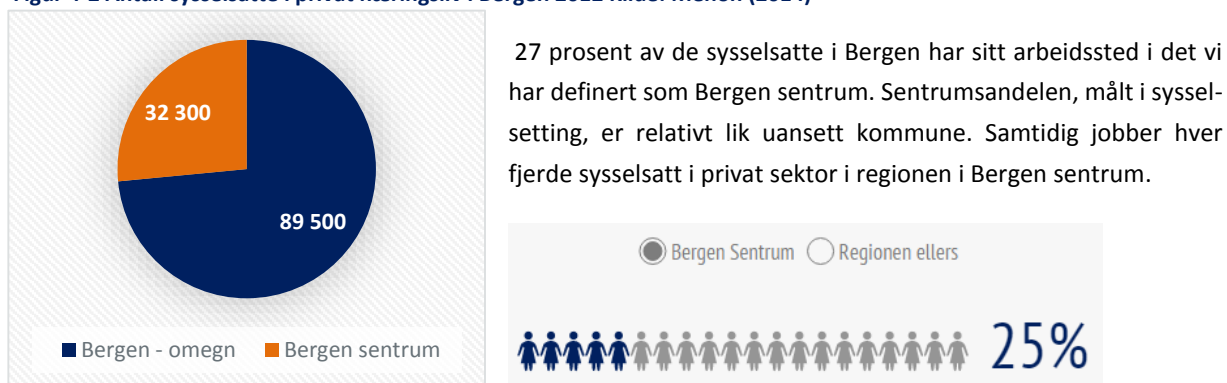 32 300
89 500
Bergen - omegn Bergen sentrum
27 prosent av de sysselsatte i Bergen har sitt arbeidssted i det vi
har definert som Bergen sentrum. Sentrumsandelen, målt i syssel-
setting, er relativt lik uansett kommune. Samtidig jobber hver
fjerde sysselsatt i privat sektor i regionen i Bergen sentrum.
Bergen Sentrum Regionen ellers
25%